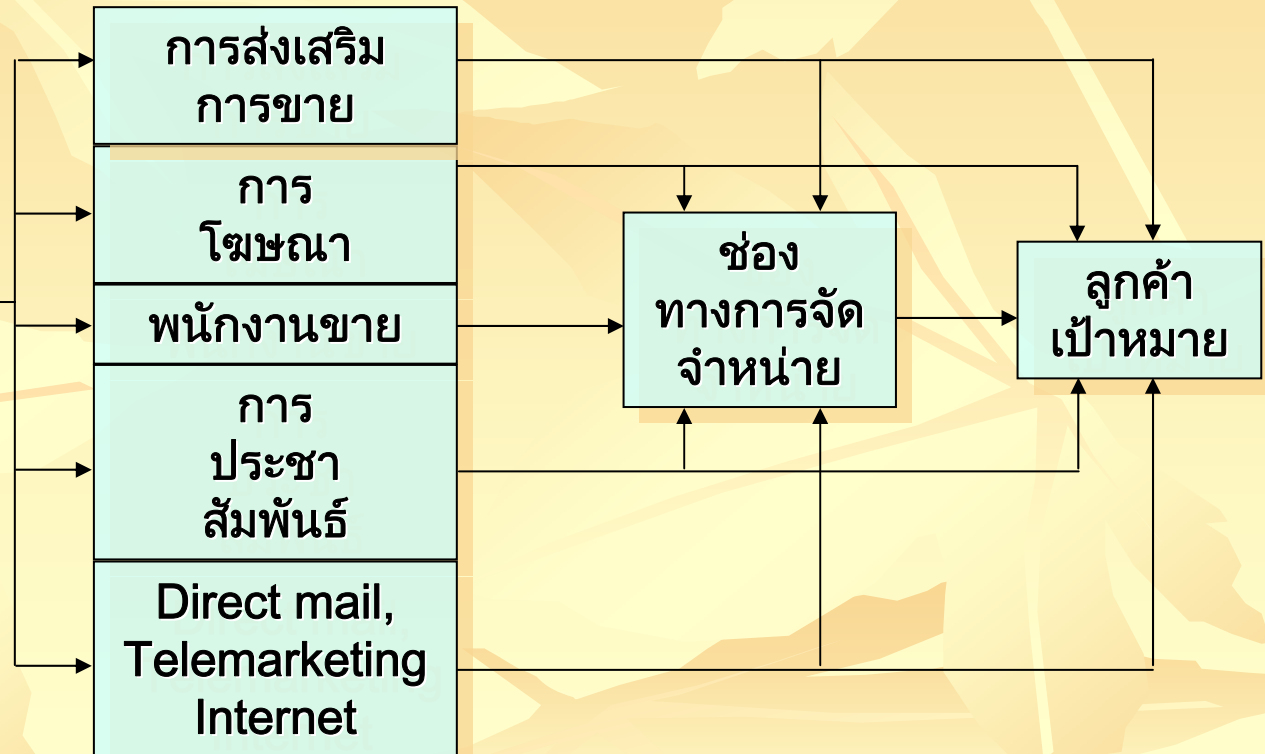 การส่งเสริม
การขาย
การ
โฆษณา
พนักงานขาย
การ
ประชา
สัมพันธ์
Direct mail,
Telemarketing
Internet
ช่อง
ทางการจัด
จำหน่าย
ลูกค้า
เป้าหมาย